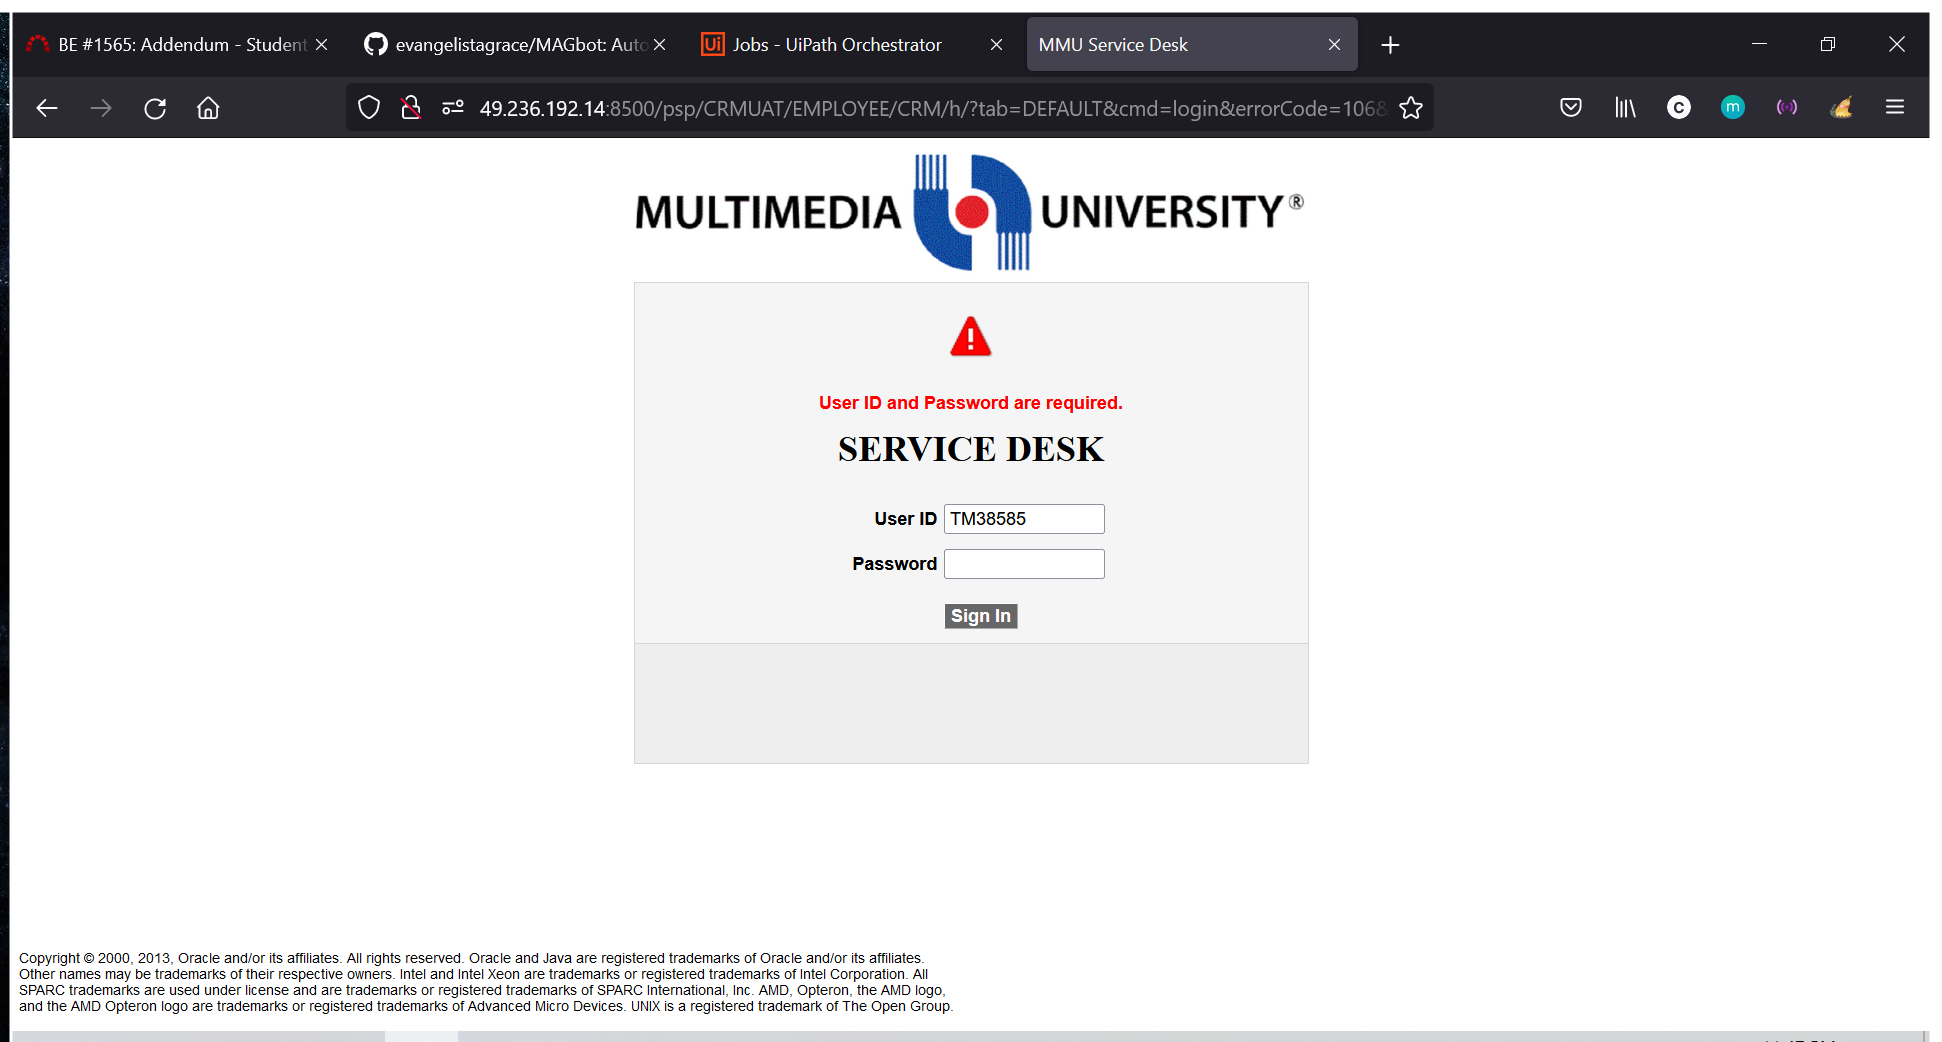 BE #1565: Addendum - Student
evangelistagrace/MAGbot: Auto
Ui Jobs - UiPath Orchestrator
MMU Service Desk
49.236.192.14:8500/psp/CRMUAT/EMPLOYEE/CRM/h/?tab=DEFAULT&cmd=login&errorCode=106
C
m
MULTIMEDIA UNIVERSITY®
User ID and Password are required.
SERVICE DESK
User ID TM38585
Password
Sign In
Copyright © 2000, 2013, Oracle and/or its affiliates. All rights reserved. Oracle and Java are registered trademarks of Oracle and/or its affiliates.
Other names may be trademarks of their respective owners. Intel and Intel Xeon are trademarks or registered trademarks of Intel Corporation. All
SPARC trademarks are used under license and are trademarks or registered trademarks of SPARC International, Inc. AMD, Opteron, the AMD logo,
and the AMD Opteron logo are trademarks or registered trademarks of Advanced Micro Devices. UNIX is a registered trademark of The Open Group.